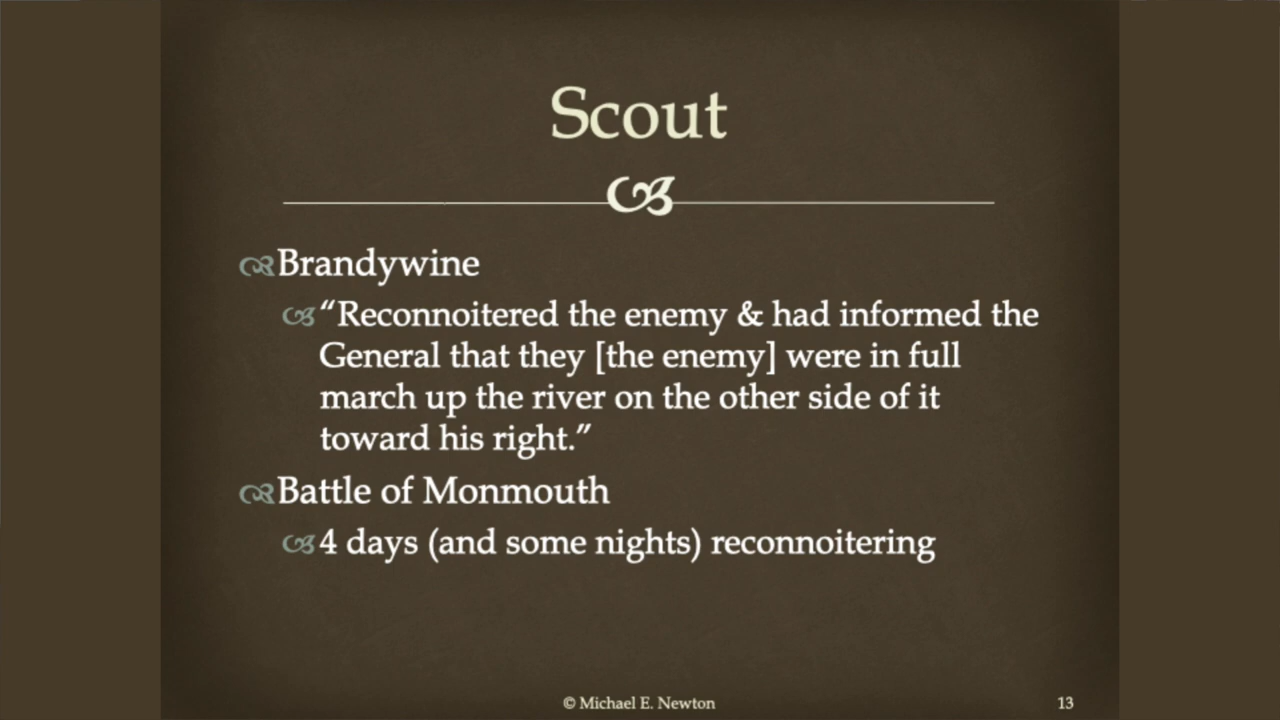 Scout
Brandywine
“Reconnoitered the enemy & had informed the
General that they [the enemy] were in full
march up the river on the other side of it
toward his right.”
Battle of Monmouth
4 days (and some nights) reconnoitering
© Michael E. Newton
13